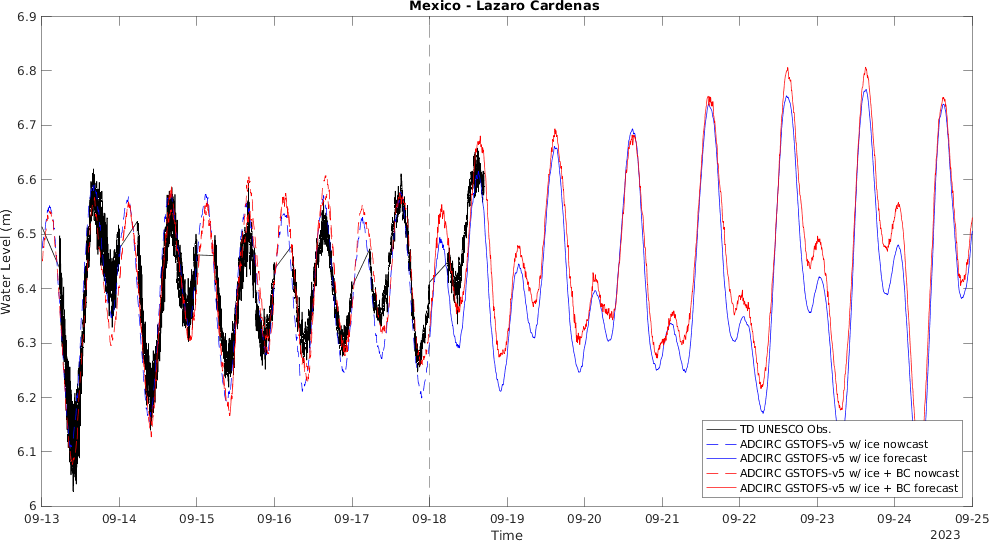 Mexico - Lazaro Cardenas
6.9
6.8
6.7
6.6
6.5
6.4
6.3
6.2
6.1
6
Water Level (m)
TD UNESCO Obs.
ADCIRC GSTOFS-v5 w/ ice nowcast
ADCIRC GSTOFS-v5 w/ ice forecast
ADCIRC GSTOFS-v5 w/ ice + BC nowcast
ADCIRC GSTOFS-v5 w/ ice + BC forecast
09-13 09-14 09-15 09-16 09-17 09-18 09-19 09-20 09-21 09-22 09-23 09-24 09-25
Time
2023